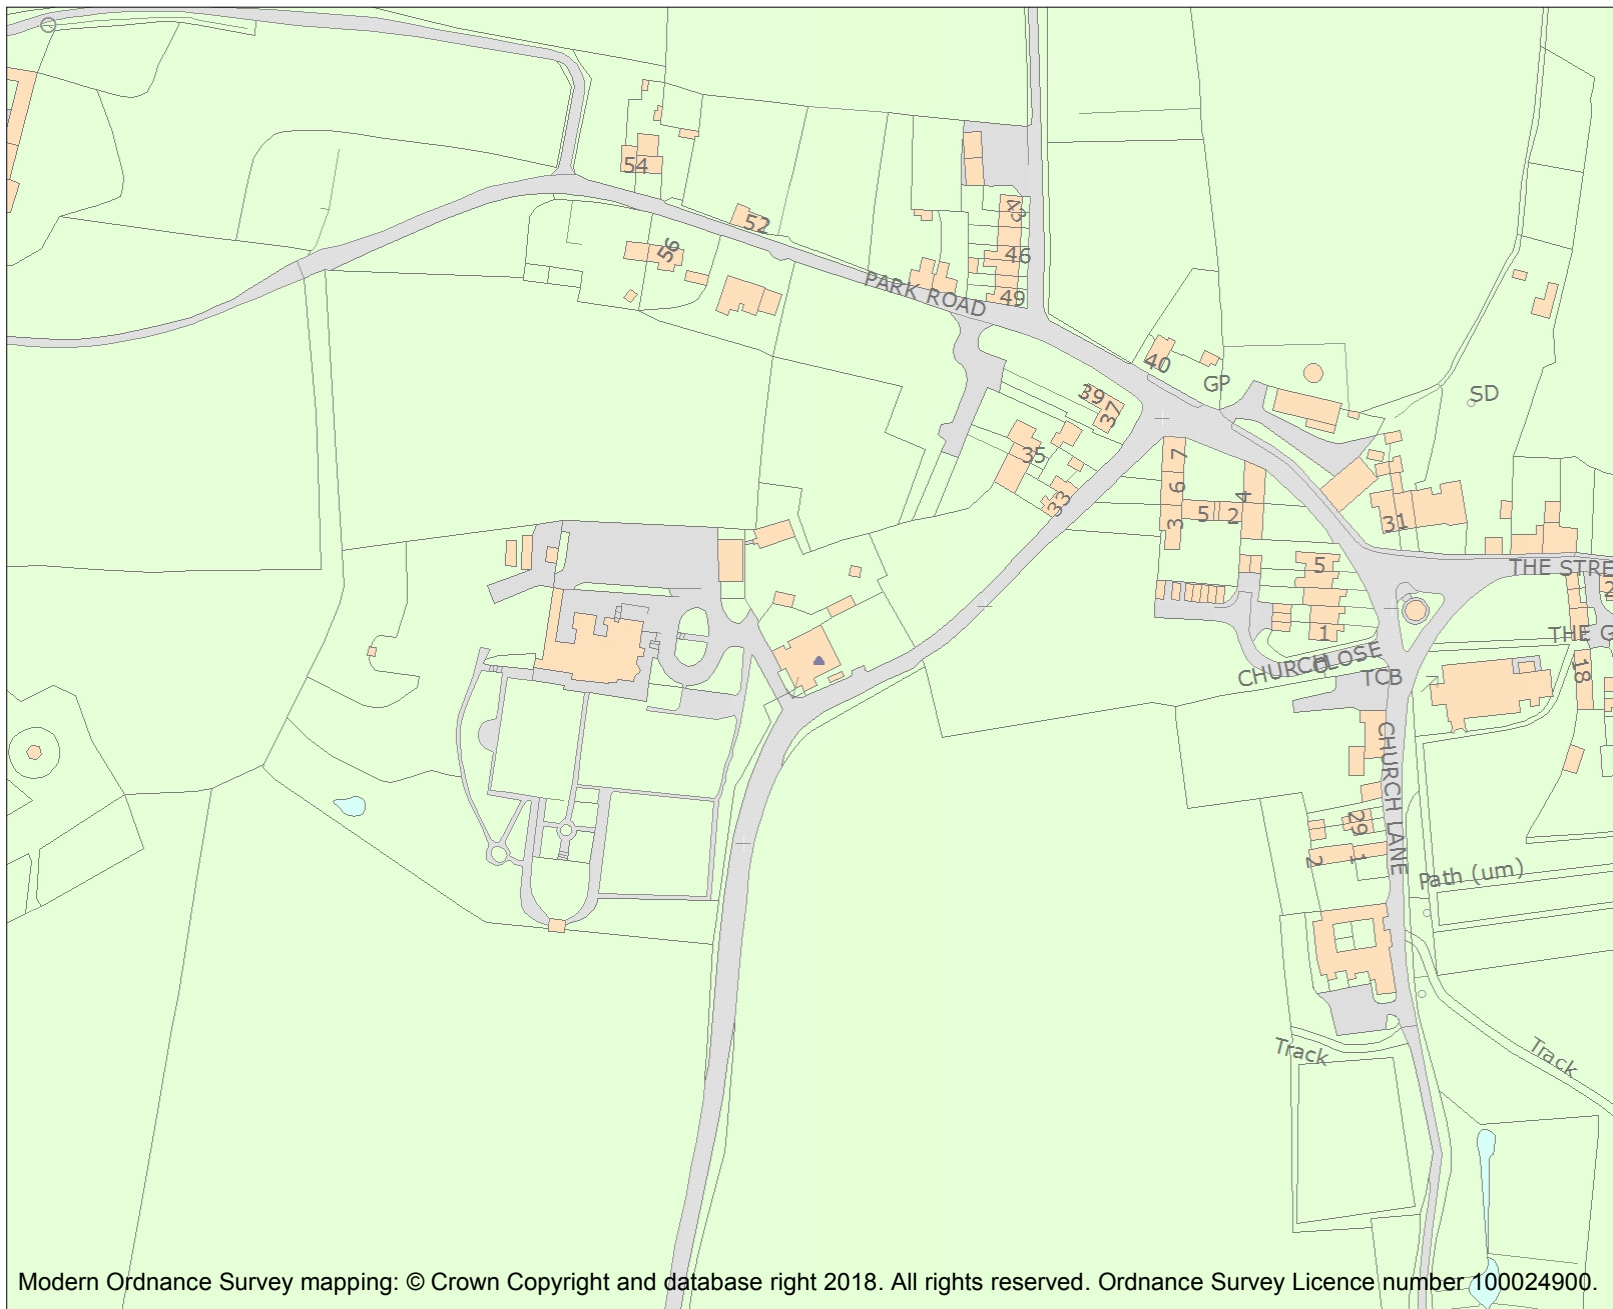 54
52
56
43
46
49
PARK ROAD
40
GP
SD
39
37
35
33
7
6
3
5
2
4
31
5
1
THE STRE
2
THE G
18
CHURCH
CLOSE
6
TCB
CHURCH LANE
29
1
2
Path (um)
Track
Track
Modern Ordnance Survey mapping: © Crown Copyright and database right 2018. All rights reserved. Ordnance Survey Licence number 100024900.